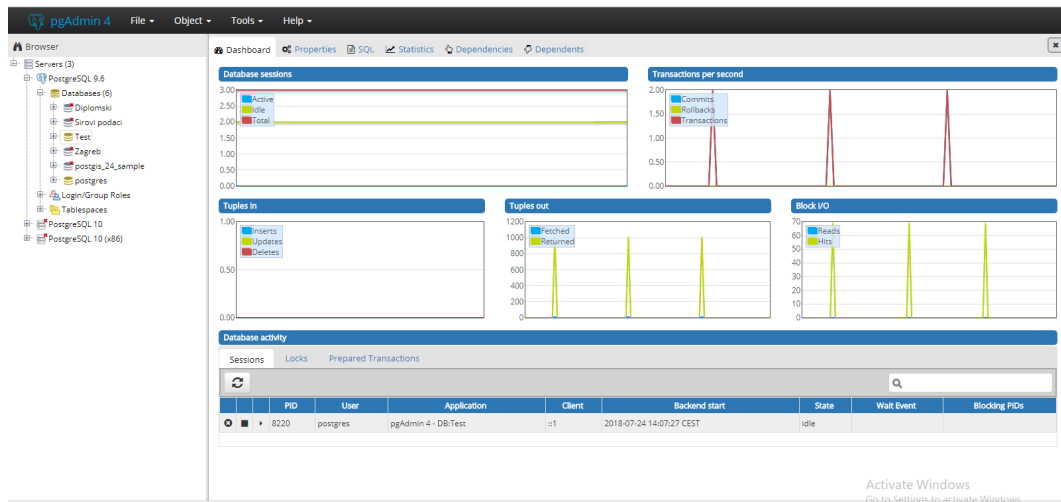 pgAdmin 4 File Object Tools Help
Browser
Servers (3)
PostgreSQL 9.6
Databases (6)
Diplomski
Sirovi podaci
Test
Zagreb
postgis_24_sample
postgres
Login/Group Roles
Tablespaces
PostgreSQL 10
PostgreSQL 10 (x86)
Dashboard Properties SQL Statistics Dependencies Dependents
Database sessions
3.00
2.50
2.00
1.50
1.00
0.50
0.00
Active
Idle
Total
Transactions per second
2.00
1.50
1.00
0.50
0.00
Commits
Rollbacks
Transactions
Tuples in
1.00
0.50
0.00
Inserts
Updates
Deletes
Tuples out
1200
1000
800
600
400
200
0
Fetched
Returned
Block I/O
70
60
50
40
30
20
10
0
Reads
Hits
Database activity
Sessions Locks Prepared Transactions
PID User Application Client Backend start State Wait Event Blocking PIDs
8220 postgres pgAdmin 4 - DB:Test ::1 2018-07-24 14:07:27 CEST idle
Activate Windows
Go to Settings to activate Windows.